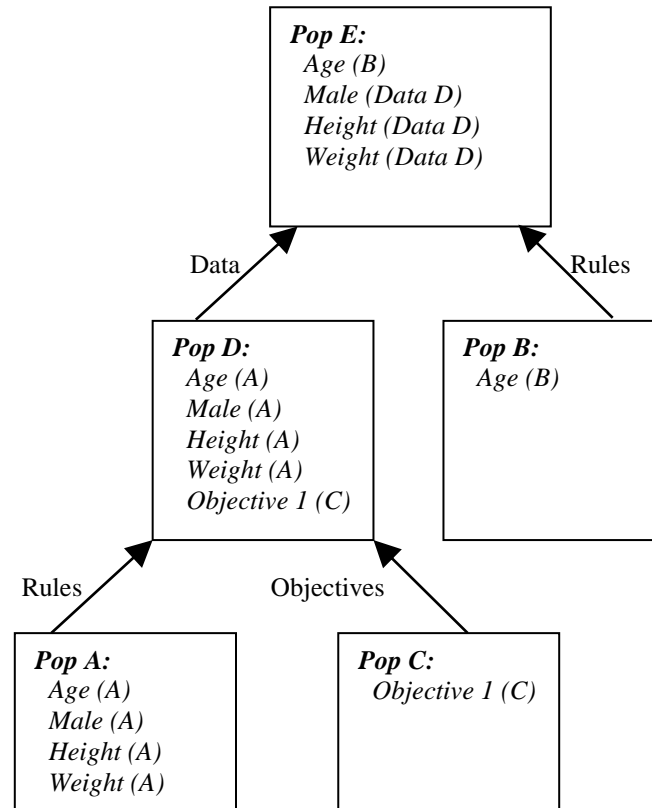 Pop E:
Age (B)
Male (Data D)
Height (Data D)
Weight (Data D)
Data
Rules
Pop D:
Age (A)
Male (A)
Height (A)
Weight (A)
Objective 1 (C)
Pop B:
Age (B)
Rules
Objectives
Pop A:
Age (A)
Male (A)
Height (A)
Weight (A)
Pop C:
Objective 1 (C)